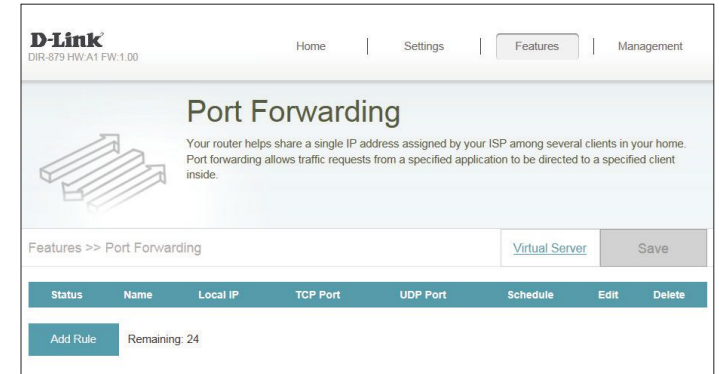 D-Link
DIR-879 HW:A1 FW:1.00
Home | Settings | Features | Management
Port Forwarding
Your router helps share a single IP address assigned by your ISP among several clients in your home.
Port forwarding allows traffic requests from a specified application to be directed to a specified client
inside.
Features >> Port Forwarding
Virtual Server
Save
Status Name Local IP TCP Port UDP Port Schedule Edit Delete
Add Rule Remaining: 24